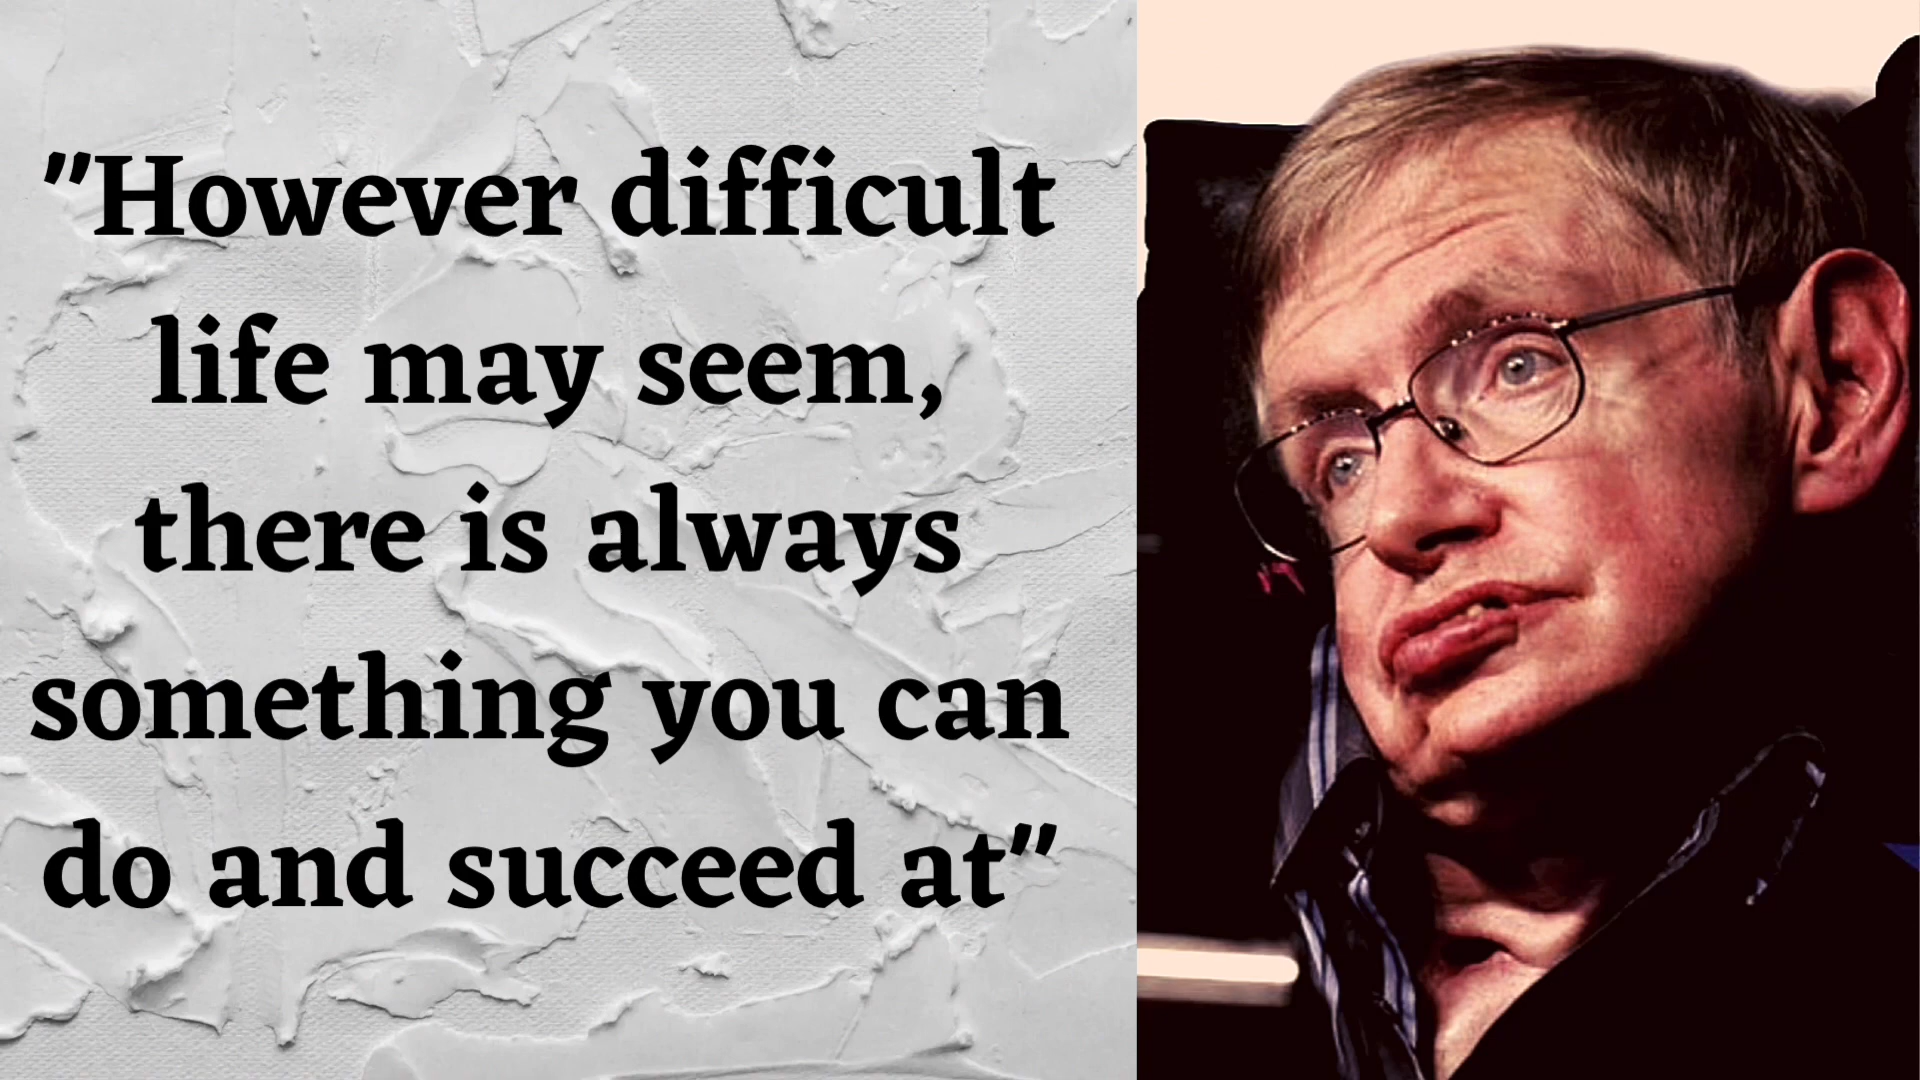 "However difficult
life may seem,
there is always
something you can
do and succeed at"